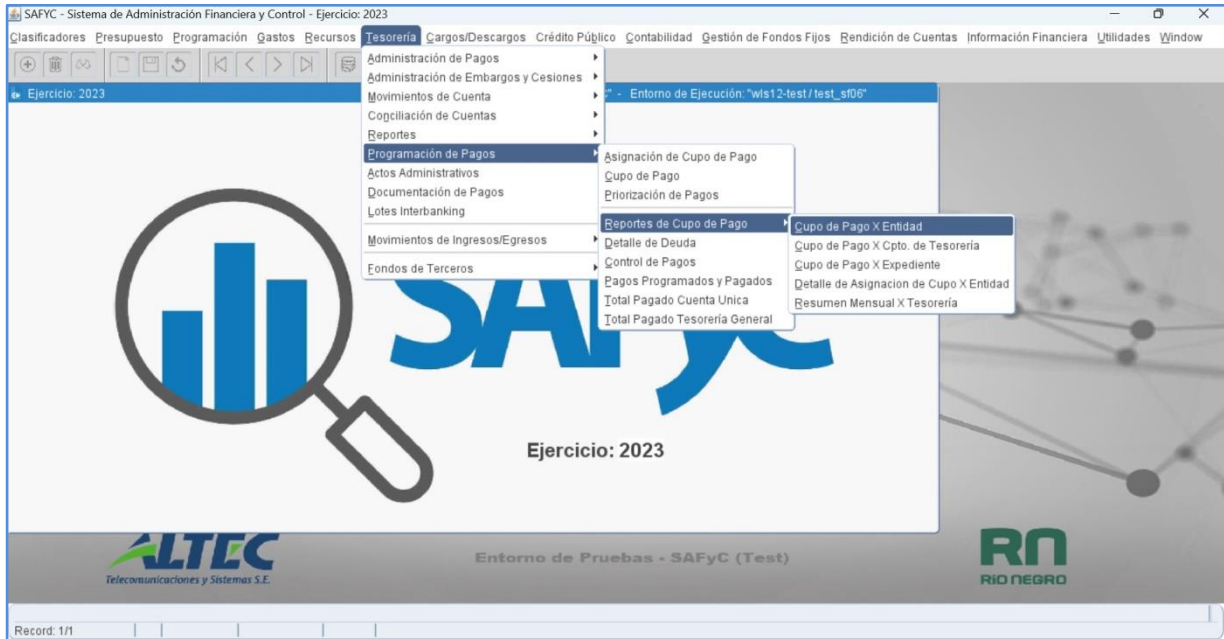 SAFYC - Sistema de Administración Financiera y Control - Ejercicio: 2023
Clasificadores Presupuesto Programación Gastos Recursos Tesorería Cargos/Descargos Crédito Público Contabilidad Gestión de Fondos Fijos Rendición de Cuentas Información Financiera Utilidades Window
Ejercicio: 2023
C" - Entorno de Ejecución: "wls12-test / test_sf06"
Administración de Pagos
Administración de Embargos y Cesiones
Movimientos de Cuenta
Conciliación de Cuentas
Reportes
Programación de Pagos
Actos Administrativos
Documentación de Pagos
Lotes Interbanking
Movimientos de Ingresos/Egresos
Fondos de Terceros
Asignación de Cupo de Pago
Cupo de Pago
Priorización de Pagos
Reportes de Cupo de Pago
Detalle de Deuda
Control de Pagos
Pagos Programados y Pagados
Total Pagado Cuenta Unica
Total Pagado Tesorería General
Cupo de Pago X Entidad
Cupo de Pago X Cpto. de Tesorería
Cupo de Pago X Expediente
Detalle de Asignacion de Cupo X Entidad
Resumen Mensual X Tesorería
SAFyC
Ejercicio: 2023
ALTEC
Telecomunicaciones y Sistemas S.E.
Entorno de Pruebas - SAFyC (Test)
RN
RIO NEGRO
Record: 1/1